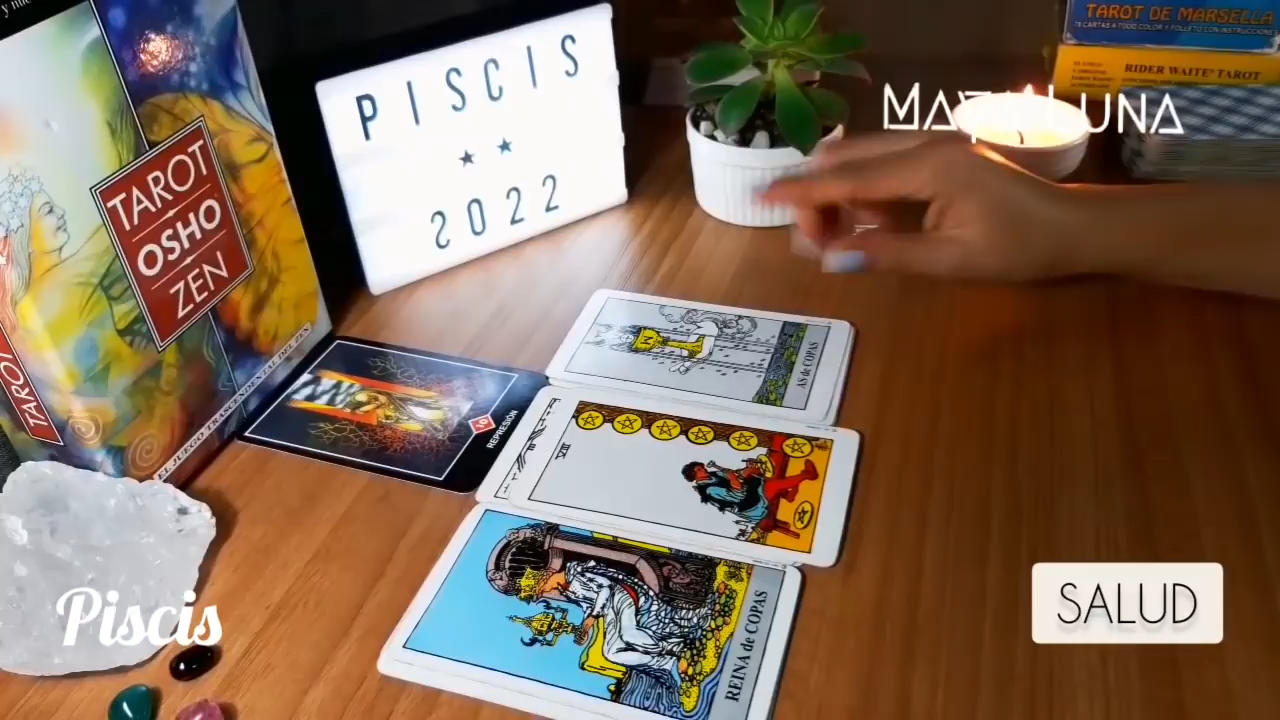 TAROT
OSHO
ZEN
TAROT
EL JUEGO TRASCENDENTAL DEL ZEN
PISCIS
★ ★
2022
TAROT DE MARSELLA
RIDER WAITE® TAROT
AS de COPAS
REPRESIÓN
VIII
REINA de COPAS
Piscis
SALUD